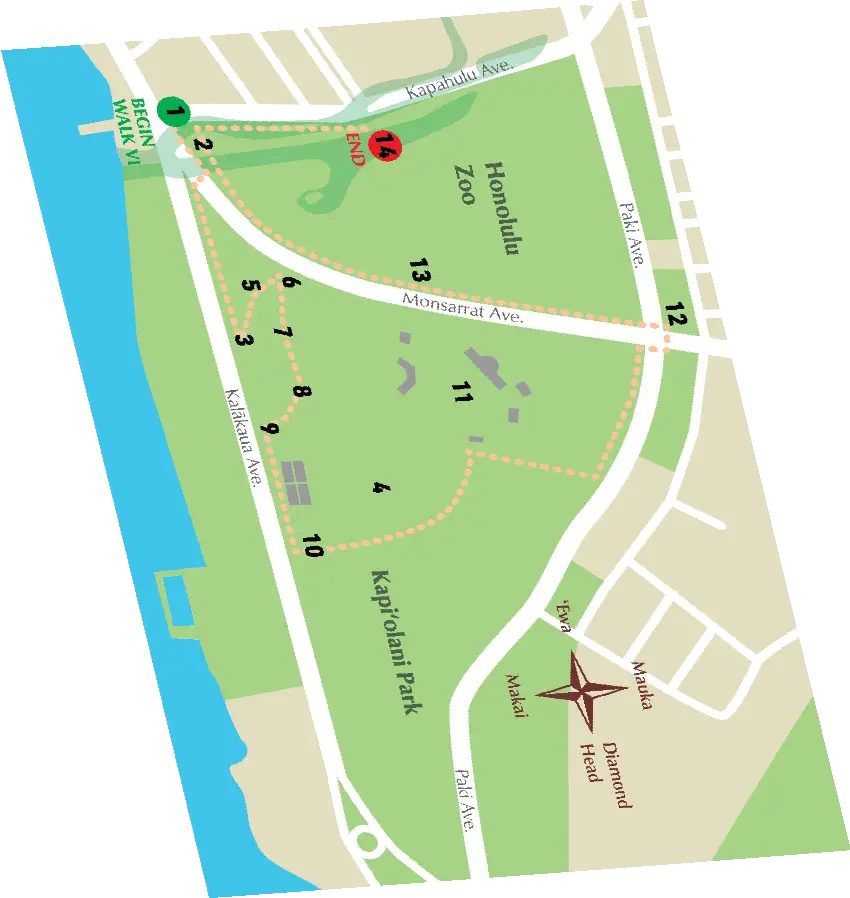 Kapahulu Ave.
1
BEGIN
WALK VI
2
END
14
Honolulu
Zoo
Paki Ave.
13
12
5
6
Monsarrat Ave.
3
7
8
11
9
Kalākaua Ave.
4
10
Kapi'olani Park
'Ewa
Mauka
Makai
Diamond
Head
Paki Ave.